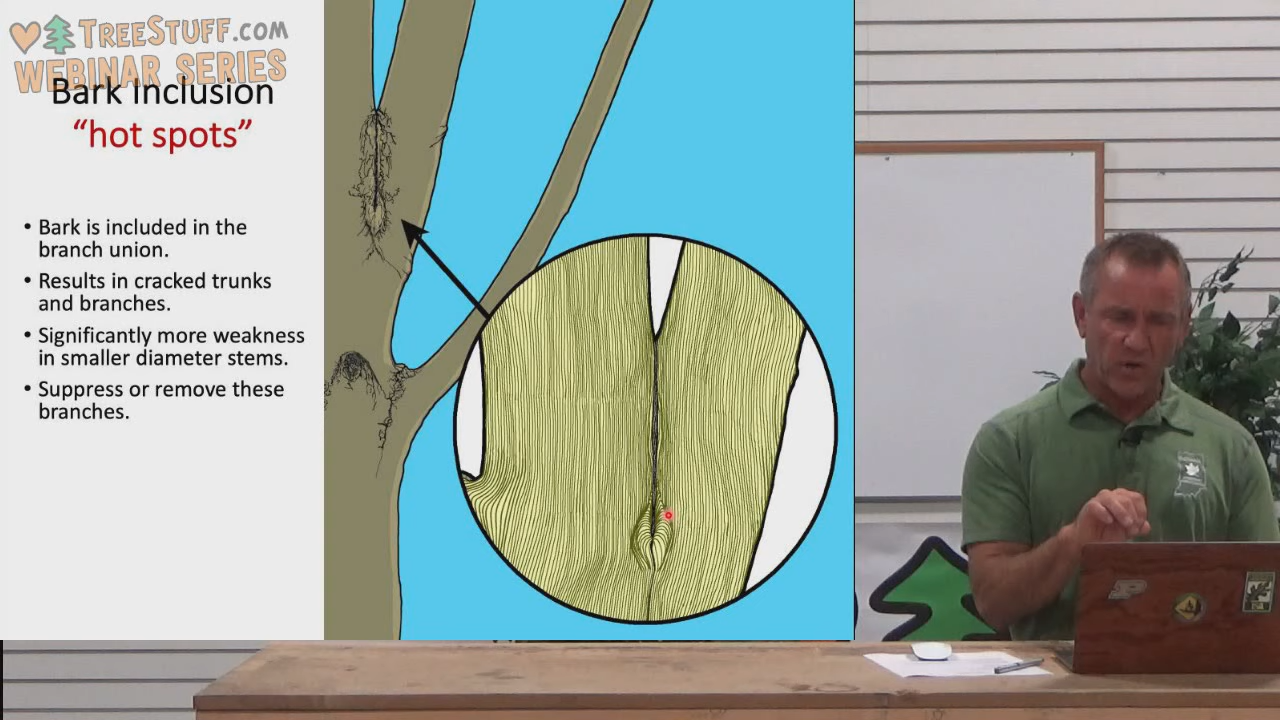 TREESTUFF.COM
WEBINAR SERIES
Bark Inclusion
“hot spots”
• Bark is included in the
branch union.
• Results in cracked trunks
and branches.
• Significantly more weakness
in smaller diameter stems.
• Suppress or remove these
branches.